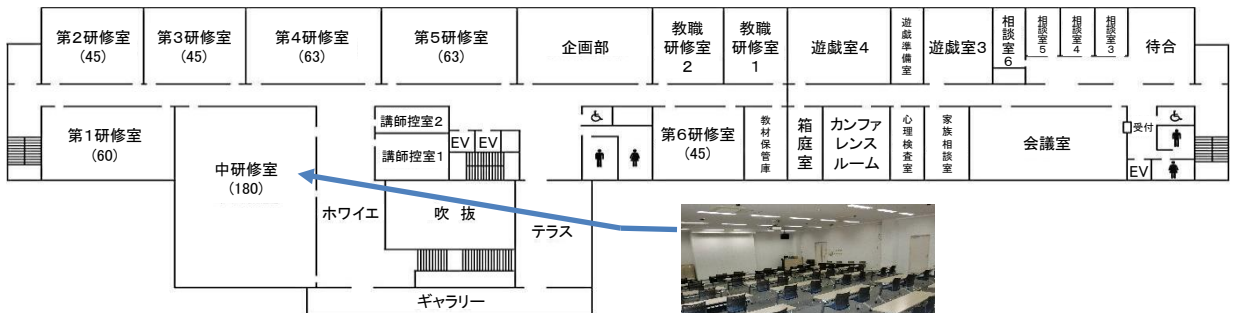 第2研修室
(45)
第3研修室
(45)
第4研修室
(63)
第5研修室
(63)
企画部
教職
研修室
2
教職
研修室
1
遊戯室4
遊戯準備室
遊戯室3
相談室6
相談室5
相談室4
相談室3
待合
第1研修室
(60)
中研修室
(180)
講師控室2
講師控室1
EV
EV
第6研修室
(45)
教材保管庫
箱庭室
カンファ
レンス
ルーム
心理検査室
家族相談室
会議室
受付
EV
ホワイエ
吹 抜
テラス
ギャラリー